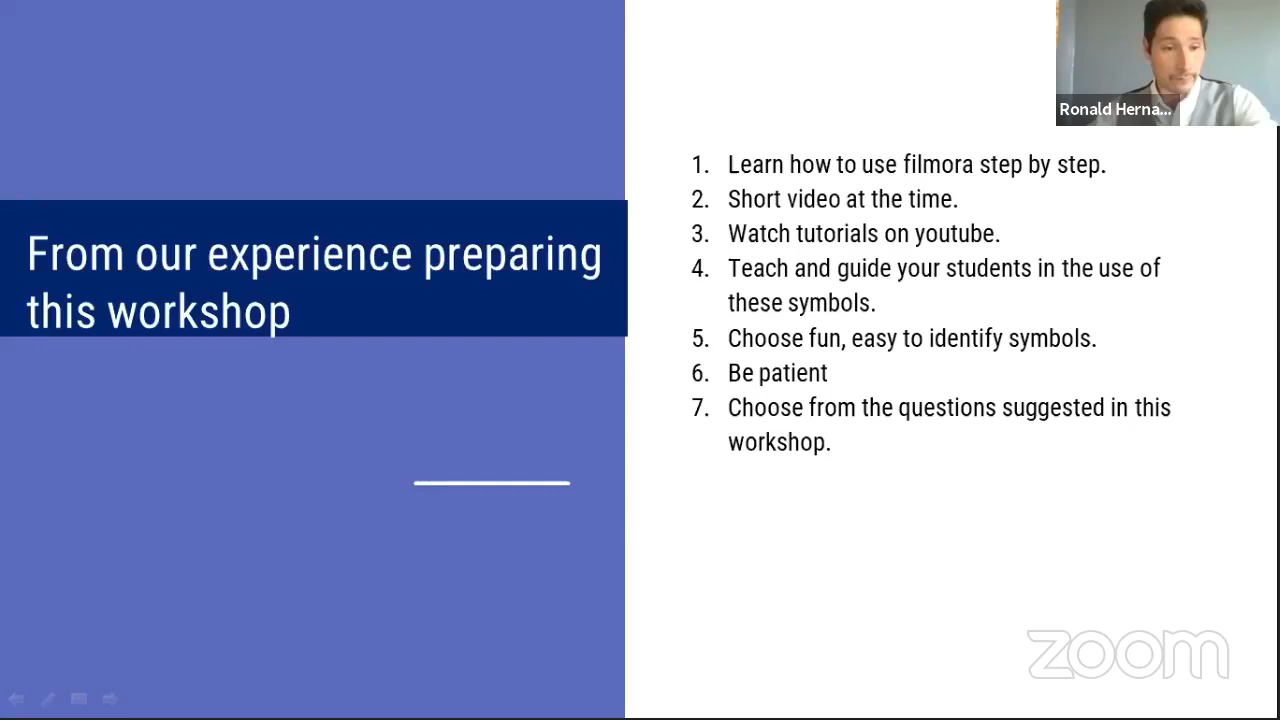 Ronald Herna...
From our experience preparing
this workshop
1. Learn how to use filmora step by step.
2. Short video at the time.
3. Watch tutorials on youtube.
4. Teach and guide your students in the use of
these symbols.
5. Choose fun, easy to identify symbols.
6. Be patient
7. Choose from the questions suggested in this
workshop.
zoom